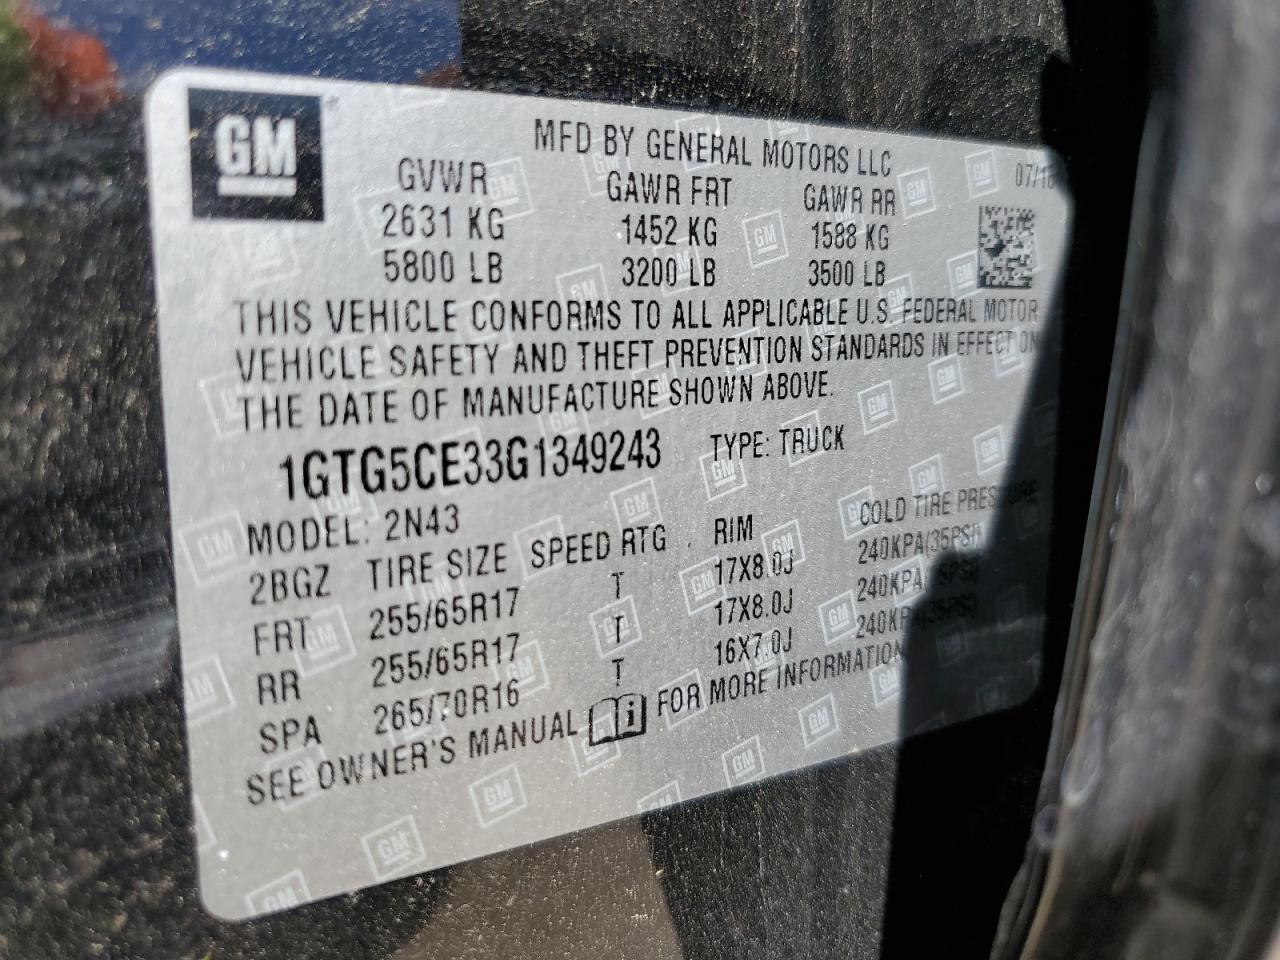 GM
MFD BY GENERAL MOTORS LLC
GVWR GAWR FRT GAWR RR
2631 KG 1452 KG 1588 KG
5800 LB 3200 LB 3500 LB
THIS VEHICLE CONFORMS TO ALL APPLICABLE U.S. FEDERAL MOTOR
VEHICLE SAFETY AND THEFT PREVENTION STANDARDS IN EFFECT ON
THE DATE OF MANUFACTURE SHOWN ABOVE.
1GTG5CE33G1349243 TYPE: TRUCK
MODEL: 2N43
2BGZ TIRE SIZE SPEED RTG RIM COLD TIRE PRESSURE
FRT 255/65R17 T 17X8.0J 240KPA(35PSI)
RR 255/65R17 T 17X8.0J 240KPA(35PSI)
SPA 265/70R16 T 16X7.0J 240KPA(35PSI)
SEE OWNER'S MANUAL FOR MORE INFORMATION